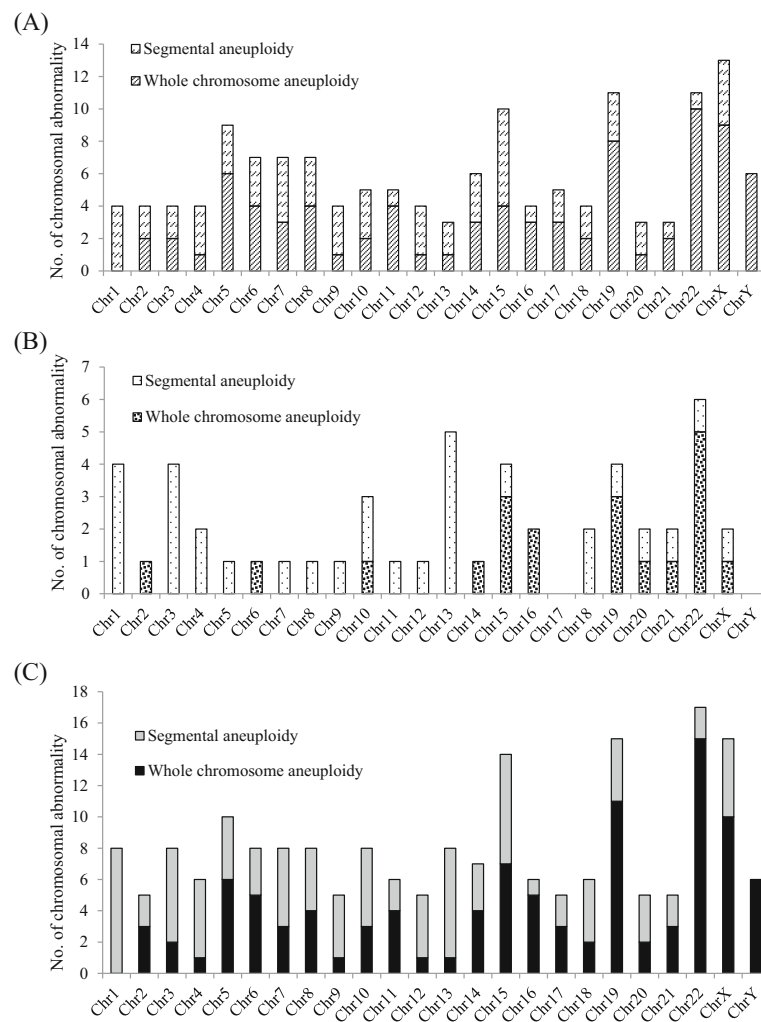 (A)
Segmental aneuploidy
Whole chromosome aneuploidy
No. of chromosomal abnormality
14
12
10
8
6
4
2
0
Chr1 Chr2 Chr3 Chr4 Chr5 Chr6 Chr7 Chr8 Chr9 Chr10 Chr11 Chr12 Chr13 Chr14 Chr15 Chr16 Chr17 Chr18 Chr19 Chr20 Chr21 Chr22 ChrX ChrY
(B)
Segmental aneuploidy
Whole chromosome aneuploidy
No. of chromosomal abnormality
7
6
5
4
3
2
1
0
Chr1 Chr2 Chr3 Chr4 Chr5 Chr6 Chr7 Chr8 Chr9 Chr10 Chr11 Chr12 Chr13 Chr14 Chr15 Chr16 Chr17 Chr18 Chr19 Chr20 Chr21 Chr22 ChrX ChrY
(C)
Segmental aneuploidy
Whole chromosome aneuploidy
No. of chromosomal abnormality
18
16
14
12
10
8
6
4
2
0
Chr1 Chr2 Chr3 Chr4 Chr5 Chr6 Chr7 Chr8 Chr9 Chr10 Chr11 Chr12 Chr13 Chr14 Chr15 Chr16 Chr17 Chr18 Chr19 Chr20 Chr21 Chr22 ChrX ChrY